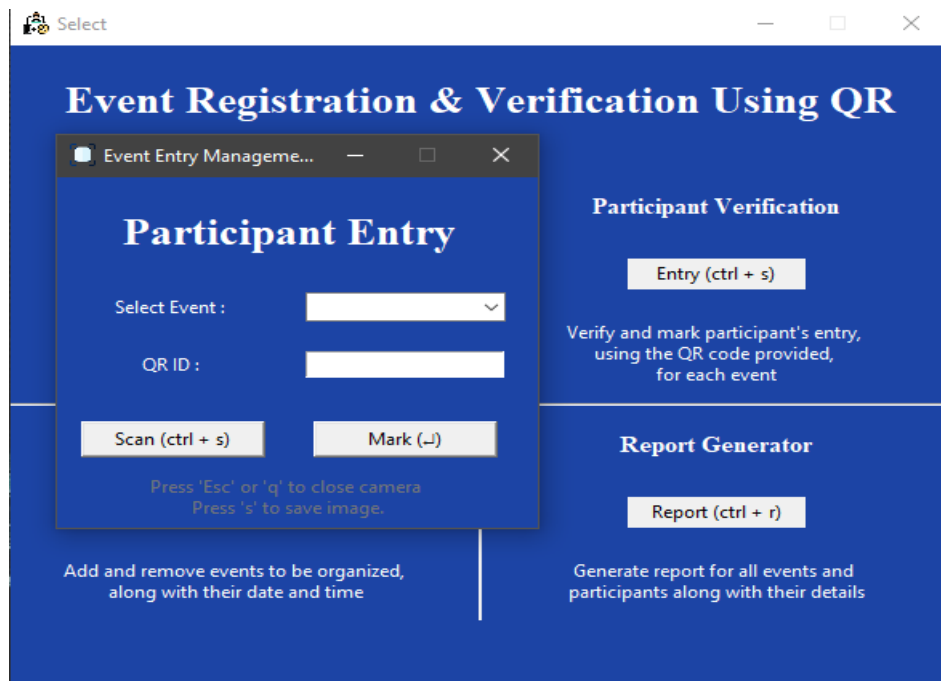 Select
Event Registration & Verification Using QR
Event Entry Manageme...
Participant Entry
Select Event :
QR ID :
Scan (ctrl + s)
Mark (↵)
Press 'Esc' or 'q' to close camera
Press 's' to save image.
Participant Verification
Entry (ctrl + s)
Verify and mark participant's entry,
using the QR code provided,
for each event
Add and remove events to be organized,
along with their date and time
Report Generator
Report (ctrl + r)
Generate report for all events and
participants along with their details